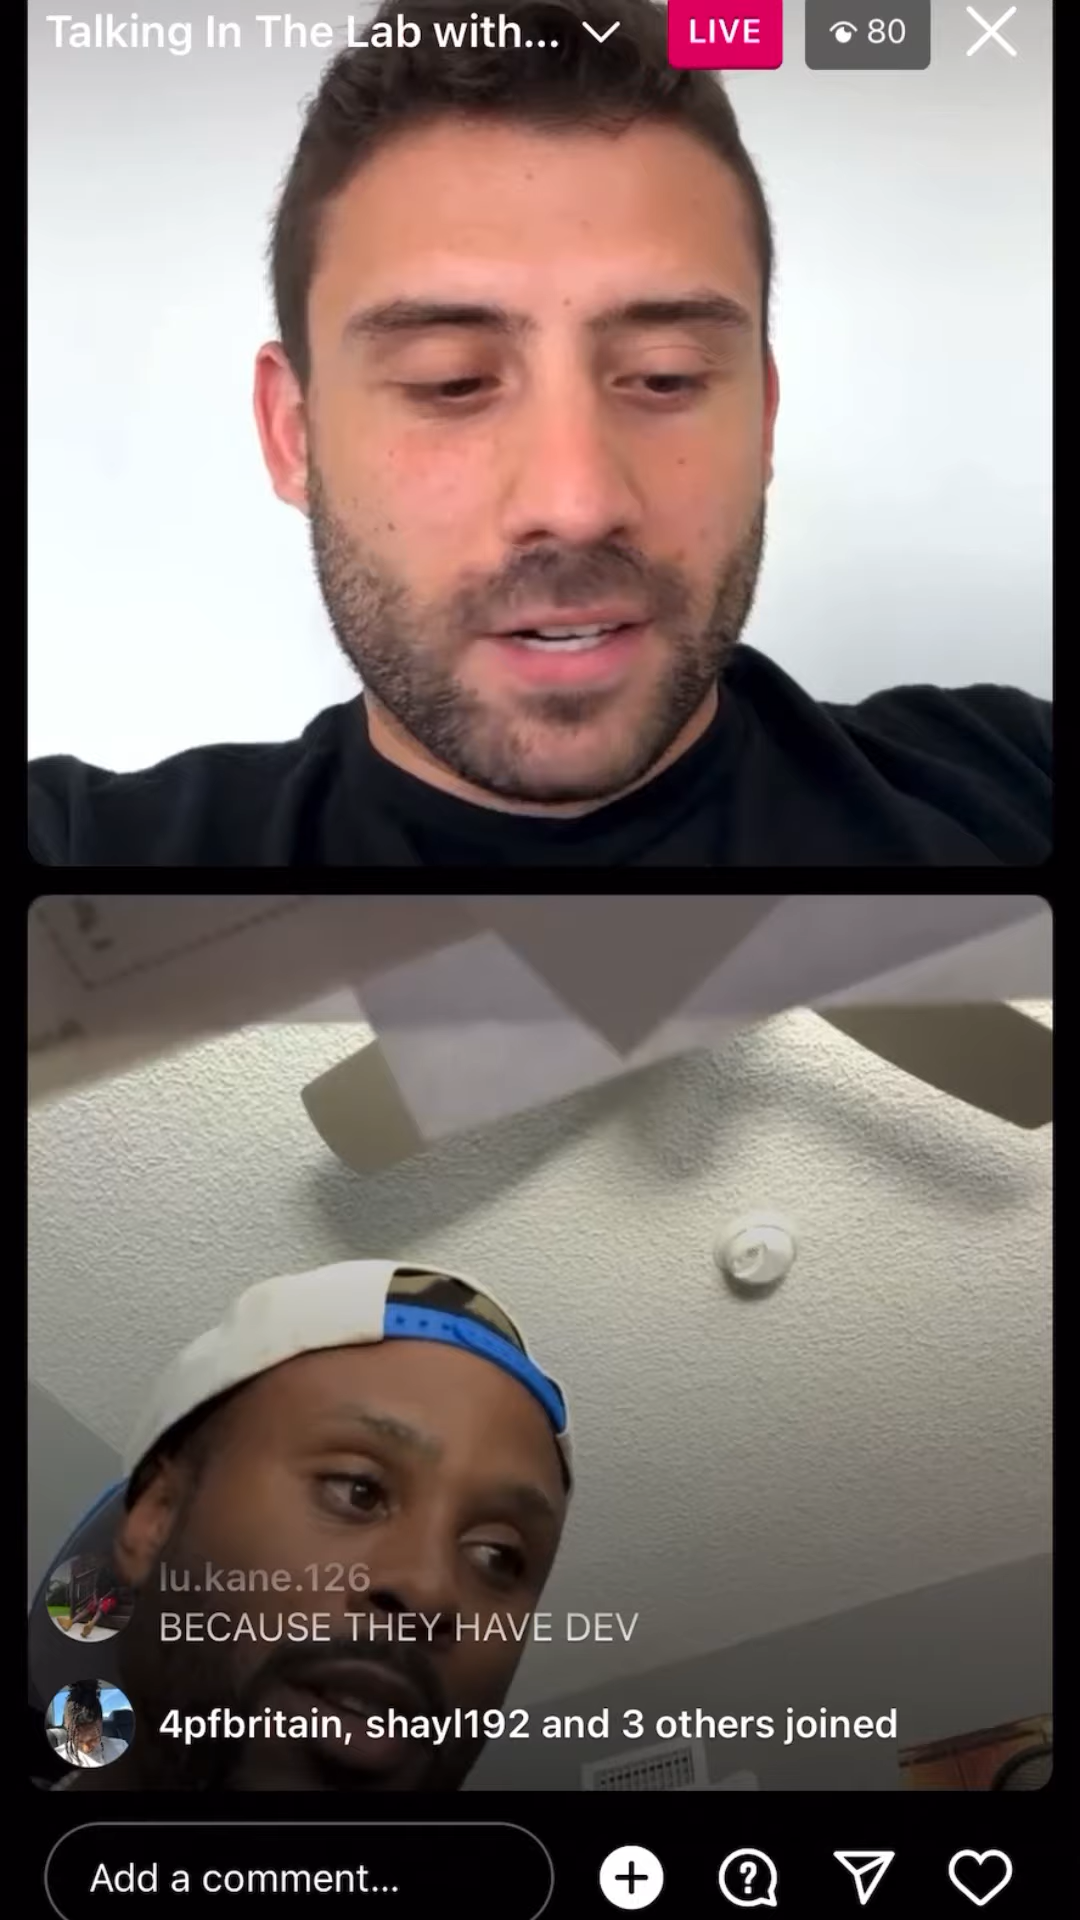 Talking In The Lab with...
LIVE
80
lu.kane.126
BECAUSE THEY HAVE DEV
4pfbritain, shayl192 and 3 others joined
Add a comment...